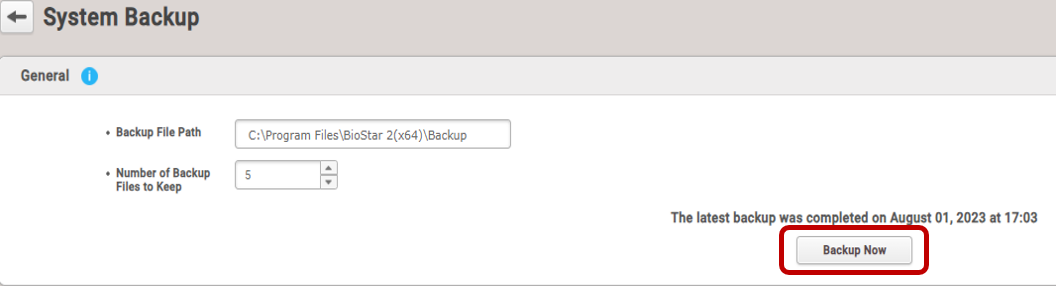 System Backup
General
Backup File Path
C:\Program Files\BioStar 2(x64)\Backup
Number of Backup
Files to Keep
5
The latest backup was completed on August 01, 2023 at 17:03
Backup Now